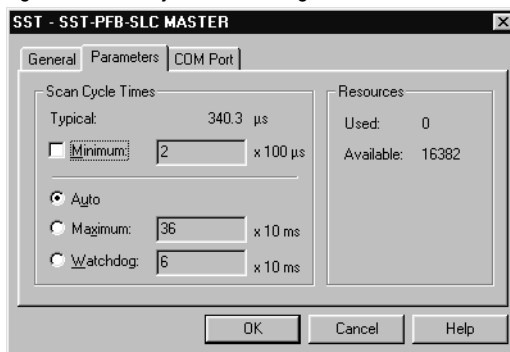 SST - SST-PFB-SLC MASTER
General Parameters COM Port
Scan Cycle Times
Typical: 340.3 µs
Minimum: 2 x 100 µs
Auto
Maximum: 36 x 10 ms
Watchdog: 6 x 10 ms
Resources
Used: 0
Available: 16382
OK Cancel Help